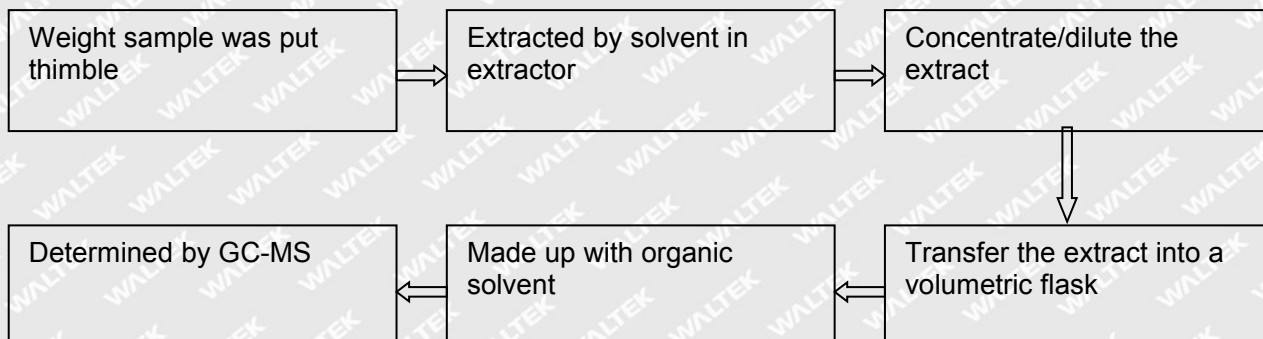 Weight sample was put
thimble
Extracted by solvent in
extractor
Concentrate/dilute the
extract
Transfer the extract into a
volumetric flask
Made up with organic
solvent
Determined by GC-MS